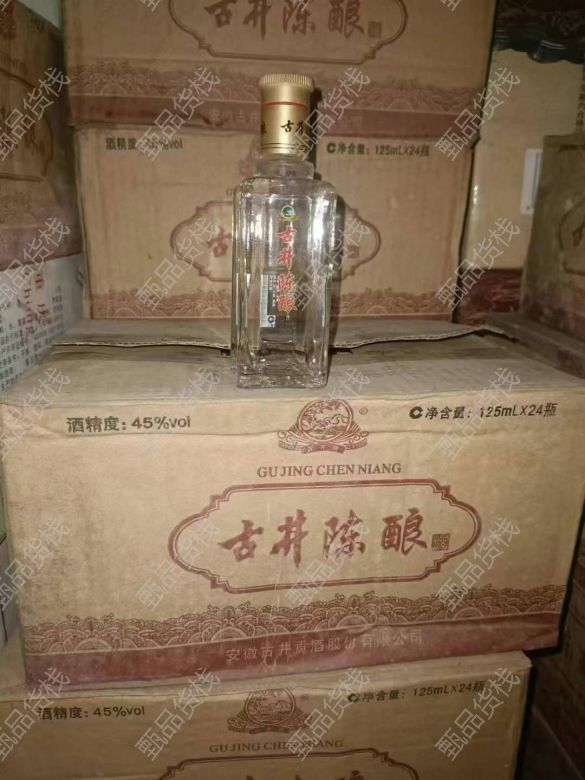 古井陈酿
酒精度: 45%vol
净含量: 125mL×24瓶
古井
古井陈酿
酒精度: 45%vol
净含量: 125mL×24瓶
GU JING CHEN NIANG
古井陈酿
安徽古井贡酒股份有限公司
酒精度: 45%vol
净含量: 125mL×24瓶
GU JING CHEN NIANG
甄品货栈